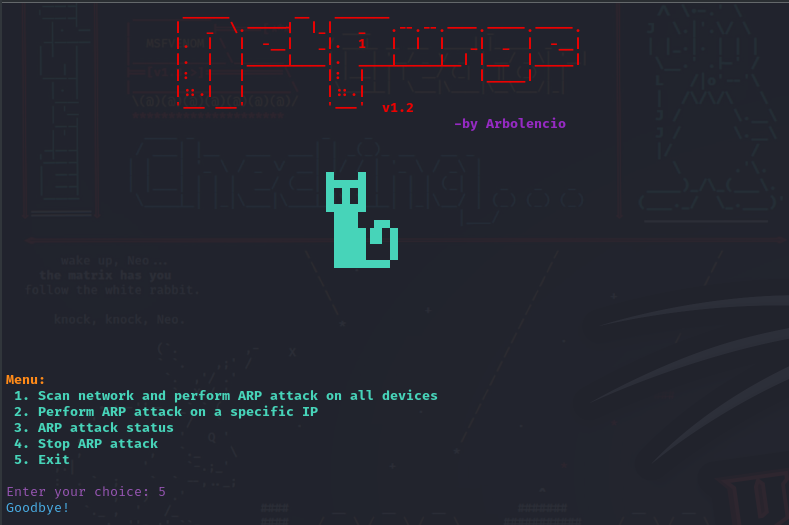 v1.2
-by Arbolencio
wake up, Neo...
the matrix has you
follow the white rabbit.
knock, knock, Neo.
Menu:
1. Scan network and perform ARP attack on all devices
2. Perform ARP attack on a specific IP
3. ARP attack status
4. Stop ARP attack
5. Exit
Enter your choice: 5
Goodbye!